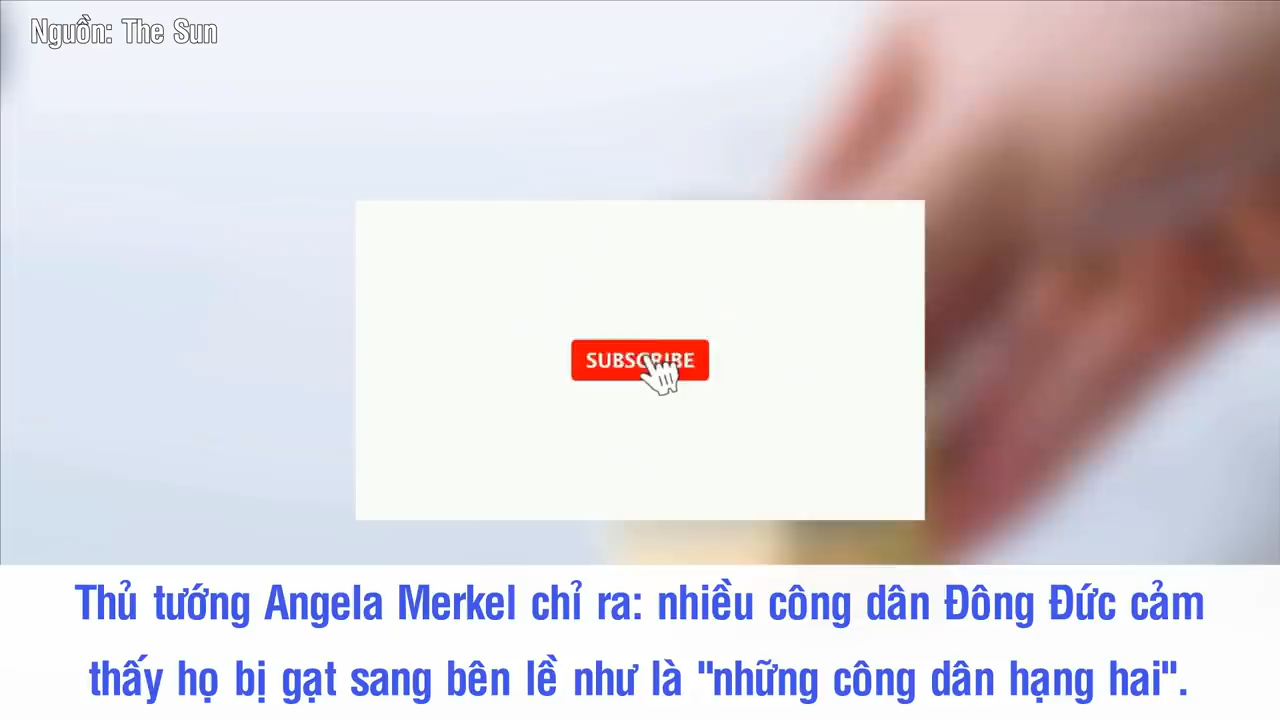 Nguồn: The Sun
SUBSCRIBE
Thủ tướng Angela Merkel chỉ ra: nhiều công dân Đông Đức cảm
thấy họ bị gạt sang bên lề như là "những công dân hạng hai".